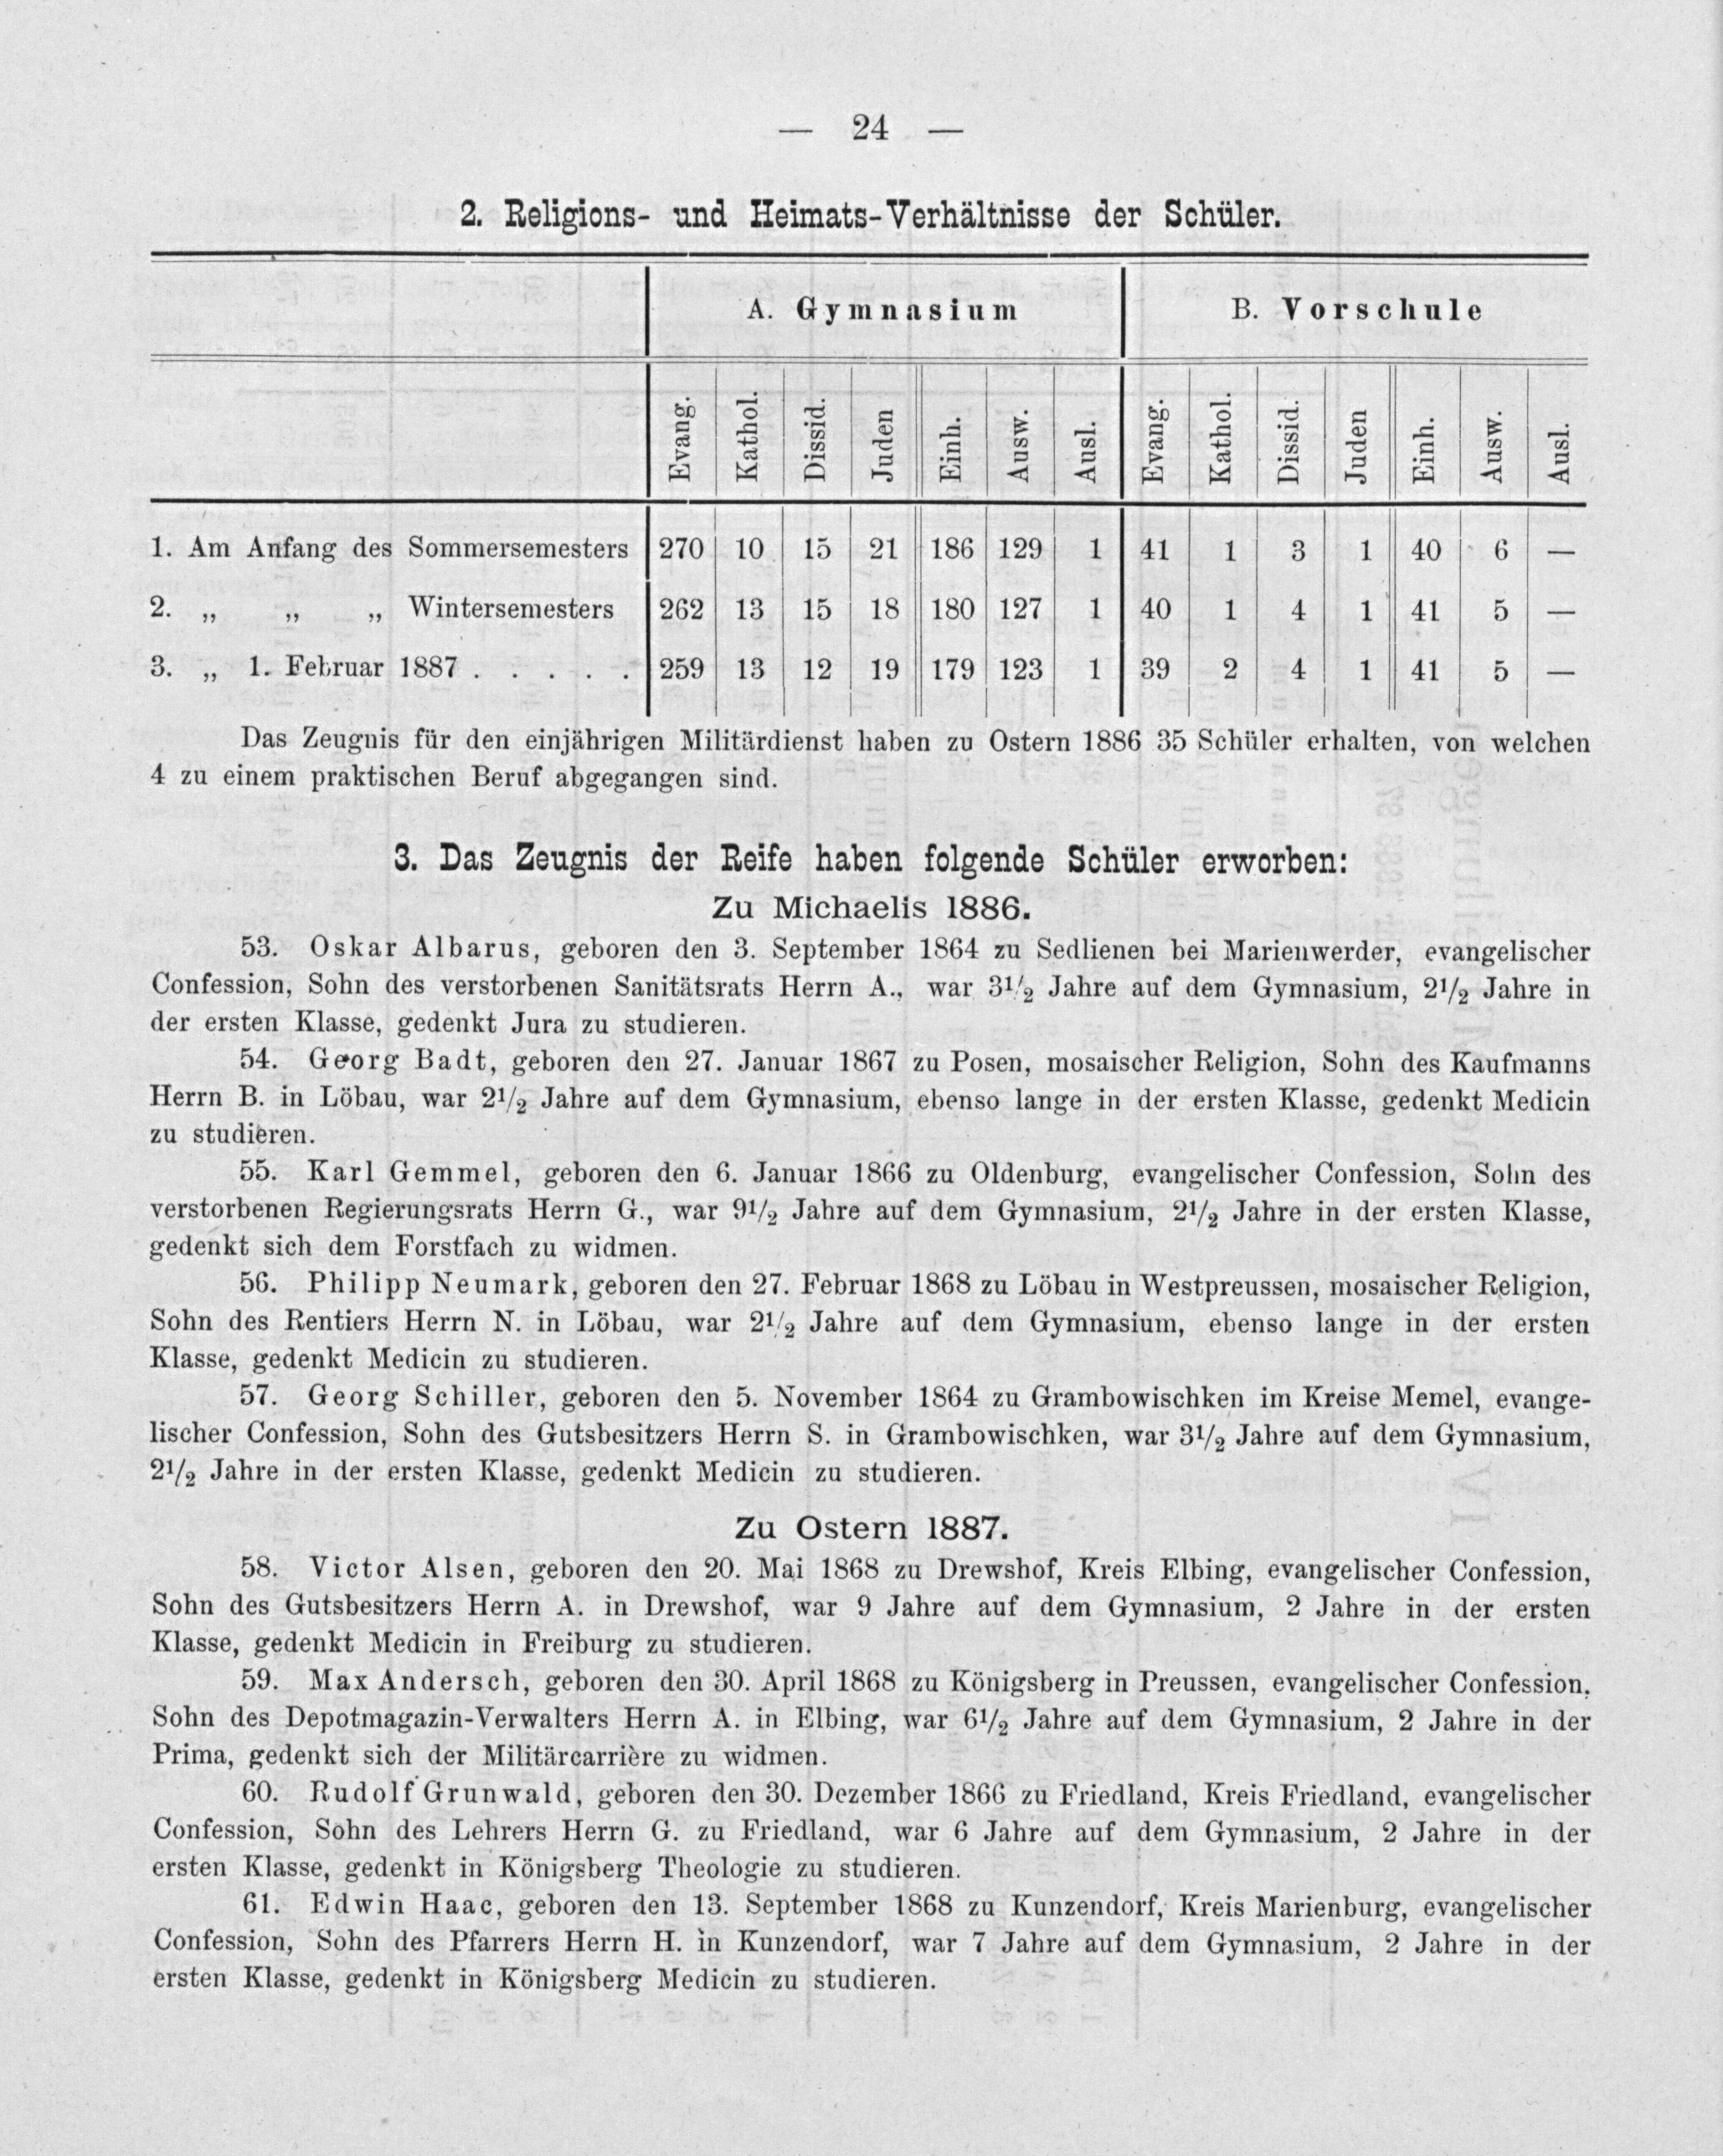 — 24 —
2. Religions- und Heimats-Verhältnisse der Schüler.
A. Gymnasium B. Vorschule
Evang. Kathol. Dissid. Juden Einh. Ausw. Ausl. Evang. Kathol. Dissid. Juden Einh. Ausw. Ausl.
1. Am Anfang des Sommersemesters 270 10 15 21 186 129 1 41 1 3 1 40 6 —
2. „ „ „ Wintersemesters 262 13 15 18 180 127 1 40 1 4 1 41 5 —
3. „ 1. Februar 1887 . . . . . 259 13 12 19 179 123 1 39 2 4 1 41 5 —
Das Zeugnis für den einjährigen Militärdienst haben zu Ostern 1886 35 Schüler erhalten, von welchen
4 zu einem praktischen Beruf abgegangen sind.
3. Das Zeugnis der Reife haben folgende Schüler erworben:
Zu Michaelis 1886.
53. Oskar Albarus, geboren den 3. September 1864 zu Sedlienen bei Marienwerder, evangelischer
Confession, Sohn des verstorbenen Sanitätsrats Herrn A., war 3 1/2 Jahre auf dem Gymnasium, 2 1/2 Jahre in
der ersten Klasse, gedenkt Jura zu studieren.
54. Georg Badt, geboren den 27. Januar 1867 zu Posen, mosaischer Religion, Sohn des Kaufmanns
Herrn B. in Löbau, war 2 1/2 Jahre auf dem Gymnasium, ebenso lange in der ersten Klasse, gedenkt Medicin
zu studieren.
55. Karl Gemmel, geboren den 6. Januar 1866 zu Oldenburg, evangelischer Confession, Sohn des
verstorbenen Regierungsrats Herrn G., war 9 1/2 Jahre auf dem Gymnasium, 2 1/2 Jahre in der ersten Klasse,
gedenkt sich dem Forstfach zu widmen.
56. Philipp Neumark, geboren den 27. Februar 1868 zu Löbau in Westpreussen, mosaischer Religion,
Sohn des Rentiers Herrn N. in Löbau, war 2 1/2 Jahre auf dem Gymnasium, ebenso lange in der ersten
Klasse, gedenkt Medicin zu studieren.
57. Georg Schiller, geboren den 5. November 1864 zu Grambowischken im Kreise Memel, evange-
lischer Confession, Sohn des Gutsbesitzers Herrn S. in Grambowischken, war 3 1/2 Jahre auf dem Gymnasium,
2 1/2 Jahre in der ersten Klasse, gedenkt Medicin zu studieren.
Zu Ostern 1887.
58. Victor Alsen, geboren den 20. Mai 1868 zu Drewshof, Kreis Elbing, evangelischer Confession,
Sohn des Gutsbesitzers Herrn A. in Drewshof, war 9 Jahre auf dem Gymnasium, 2 Jahre in der ersten
Klasse, gedenkt Medicin in Freiburg zu studieren.
59. Max Andersch, geboren den 30. April 1868 zu Königsberg in Preussen, evangelischer Confession,
Sohn des Depotmagazin-Verwalters Herrn A. in Elbing, war 6 1/2 Jahre auf dem Gymnasium, 2 Jahre in der
Prima, gedenkt sich der Militärcarrière zu widmen.
60. Rudolf Grunwald, geboren den 30. Dezember 1866 zu Friedland, Kreis Friedland, evangelischer
Confession, Sohn des Lehrers Herrn G. zu Friedland, war 6 Jahre auf dem Gymnasium, 2 Jahre in der
ersten Klasse, gedenkt in Königsberg Theologie zu studieren.
61. Edwin Haac, geboren den 13. September 1868 zu Kunzendorf, Kreis Marienburg, evangelischer
Confession, Sohn des Pfarrers Herrn H. in Kunzendorf, war 7 Jahre auf dem Gymnasium, 2 Jahre in der
ersten Klasse, gedenkt in Königsberg Medicin zu studieren.